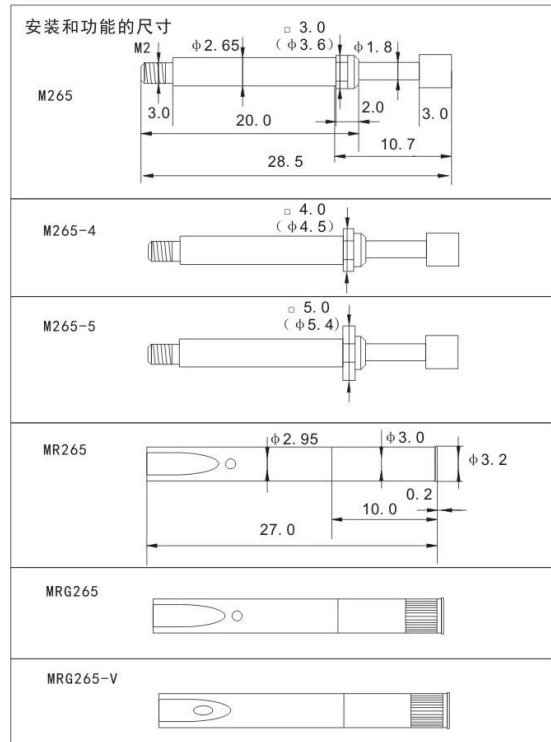 安装和功能的尺寸
M265
M2
φ2.65
□ 3.0
(φ3.6)
φ1.8
3.0
20.0
2.0
3.0
10.7
28.5
M265-4
□ 4.0
(φ4.5)
M265-5
□ 5.0
(φ5.4)
MR265
φ2.95
φ3.0
φ3.2
0.2
10.0
27.0
MRG265
MRG265-V